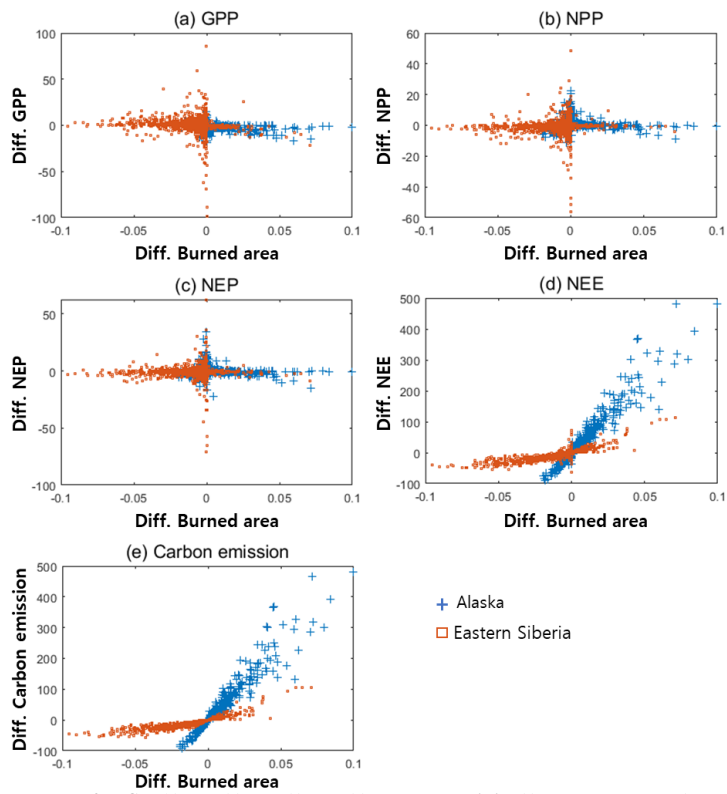 (a) GPP
(b) NPP
100
50
0
-50
-100
Diff. GPP
-0.1 -0.05 0 0.05 0.1
Diff. Burned area
60
40
20
0
-20
-40
-60
Diff. NPP
-0.1 -0.05 0 0.05 0.1
Diff. Burned area
(c) NEP
(d) NEE
50
0
-50
-100
Diff. NEP
-0.1 -0.05 0 0.05 0.1
Diff. Burned area
500
400
300
200
100
0
-100
Diff. NEE
-0.1 -0.05 0 0.05 0.1
Diff. Burned area
(e) Carbon emission
500
400
300
200
100
0
-100
Diff. Carbon emission
-0.1 -0.05 0 0.05 0.1
Diff. Burned area
Alaska
Eastern Siberia